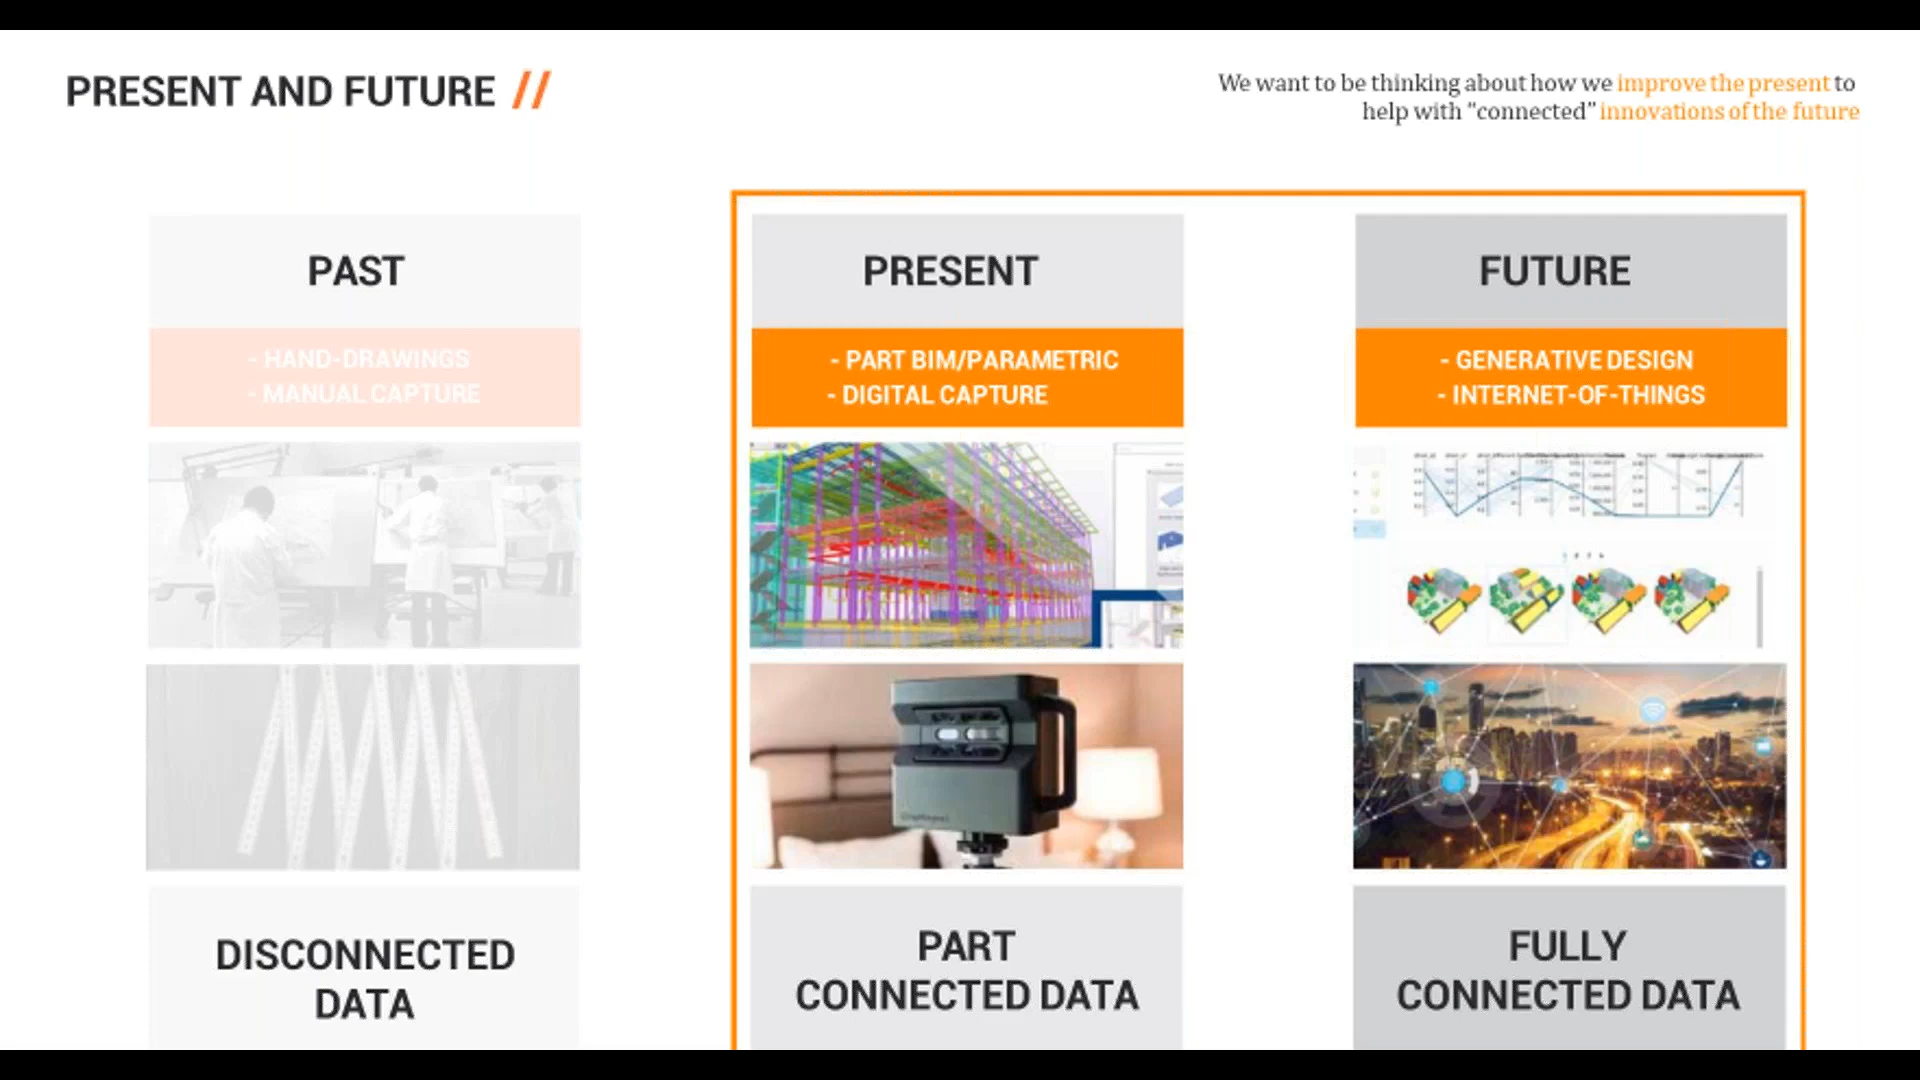 PRESENT AND FUTURE //
We want to be thinking about how we improve the present to
help with “connected” innovations of the future
PAST
- HAND-DRAWINGS
- MANUAL CAPTURE
DISCONNECTED
DATA
PRESENT
- PART BIM/PARAMETRIC
- DIGITAL CAPTURE
PART
CONNECTED DATA
FUTURE
- GENERATIVE DESIGN
- INTERNET-OF-THINGS
FULLY
CONNECTED DATA